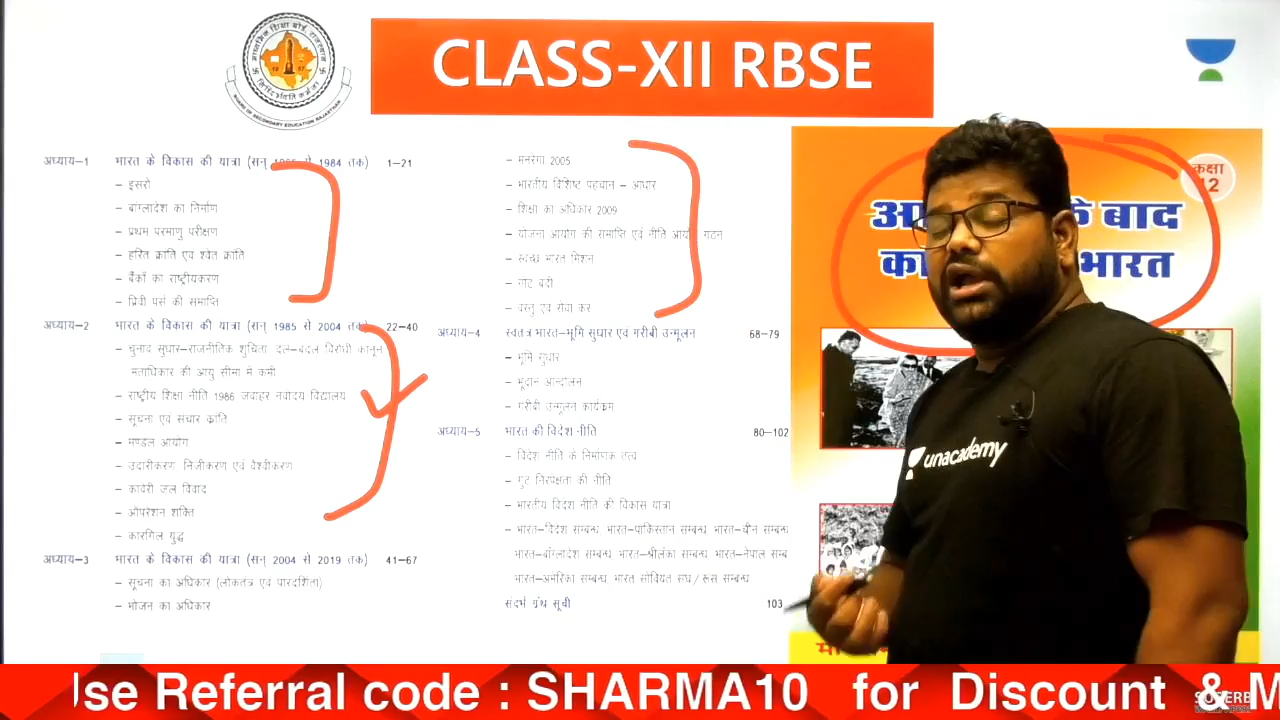 CLASS-XII RBSE
BOARD OF SECONDARY EDUCATION RAJASTHAN
अध्याय–1 भारत के विकास की यात्रा (सन् से 1984 तक) 1–21
– इसरो
– बांग्लादेश का निर्माण
– प्रथम परमाणु परीक्षण
– हरित क्रांति एवं श्वेत क्रांति
– बैंकों का राष्ट्रीयकरण
– प्रिवी पर्स की समाप्ति
अध्याय–2 भारत के विकास की यात्रा (सन् 1985 से 2004 तक) 22–40
– चुनाव सुधार–राजनीतिक शुचिता दल–बदल विरोधी कानून
मताधिकार की आयु सीमा में कमी
– राष्ट्रीय शिक्षा नीति 1986 जवाहर नवोदय विद्यालय
– सूचना एवं संचार क्रांति
– मण्डल आयोग
– उदारीकरण निजीकरण एवं वैश्वीकरण
– कावेरी जल विवाद
– ऑपरेशन शक्ति
– कारगिल युद्ध
अध्याय–3 भारत के विकास की यात्रा (सन् 2004 से 2019 तक) 41–67
– सूचना का अधिकार (लोकतंत्र एवं पारदर्शिता)
– भोजन का अधिकार
– मनरेगा 2005
– भारतीय विशिष्ट पहचान – आधार
– शिक्षा का अधिकार 2009
– योजना आयोग की समाप्ति एवं नीति गठन
– स्वच्छ भारत मिशन
– नोट बंदी
– वस्तु एवं सेवा कर
अध्याय–4 स्वतंत्र भारत–भूमि सुधार एवं गरीबी उन्मूलन 68–79
– भूमि सुधार
– भूदान आन्दोलन
– गरीबी उन्मूलन कार्यक्रम
अध्याय–5 भारत की विदेश नीति 80–102
– विदेश नीति के निर्माणक तत्व
– गुट निरपेक्षता की नीति
– भारतीय विदेश नीति की विकास यात्रा
– भारत–विदेश सम्बन्ध भारत–पाकिस्तान सम्बन्ध भारत–चीन सम्बन्ध
भारत–बांग्लादेश सम्बन्ध भारत–श्रीलंका सम्बन्ध भारत–नेपाल सम्ब
भारत–अमेरिका सम्बन्ध भारत सोवियत संघ/रूस सम्बन्ध
संदर्भ ग्रंथ सूची 103
कक्षा
12
के बाद
भारत
unacademy
Use Referral code : SHARMA10 for Discount & M